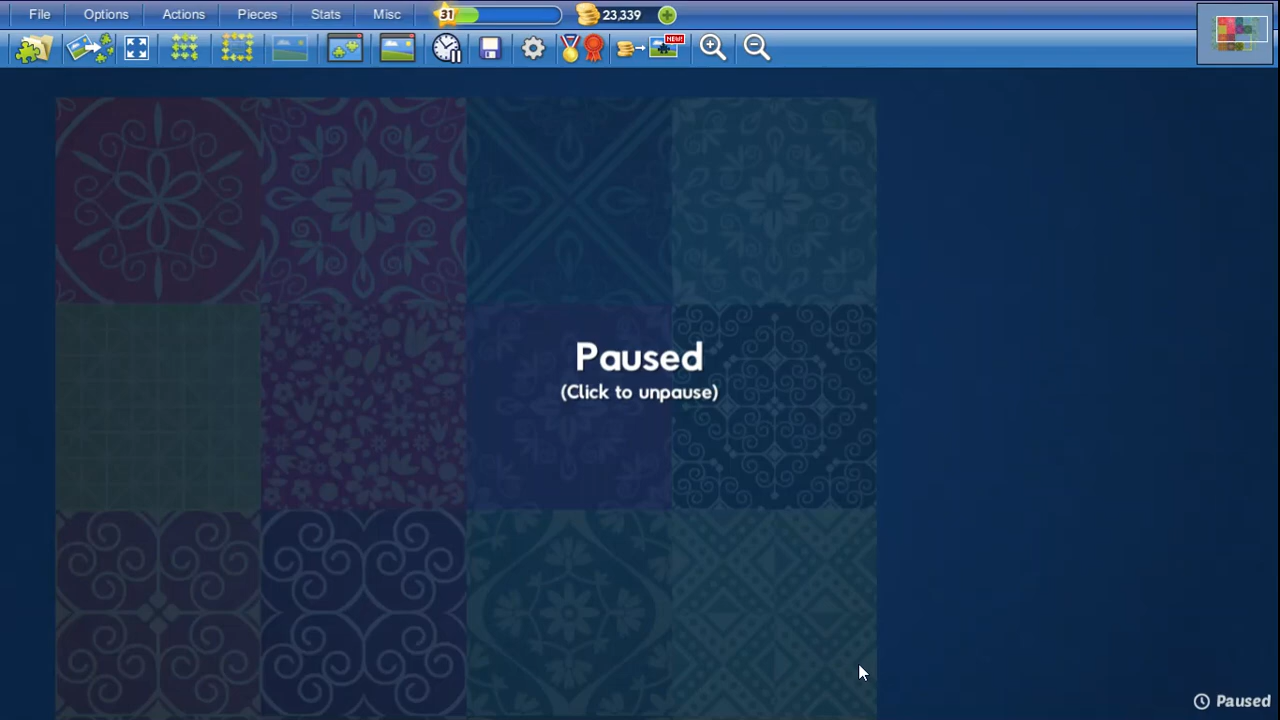 File Options Actions Pieces Stats Misc 31 23,339
NEW!
Paused
(Click to unpause)
Paused